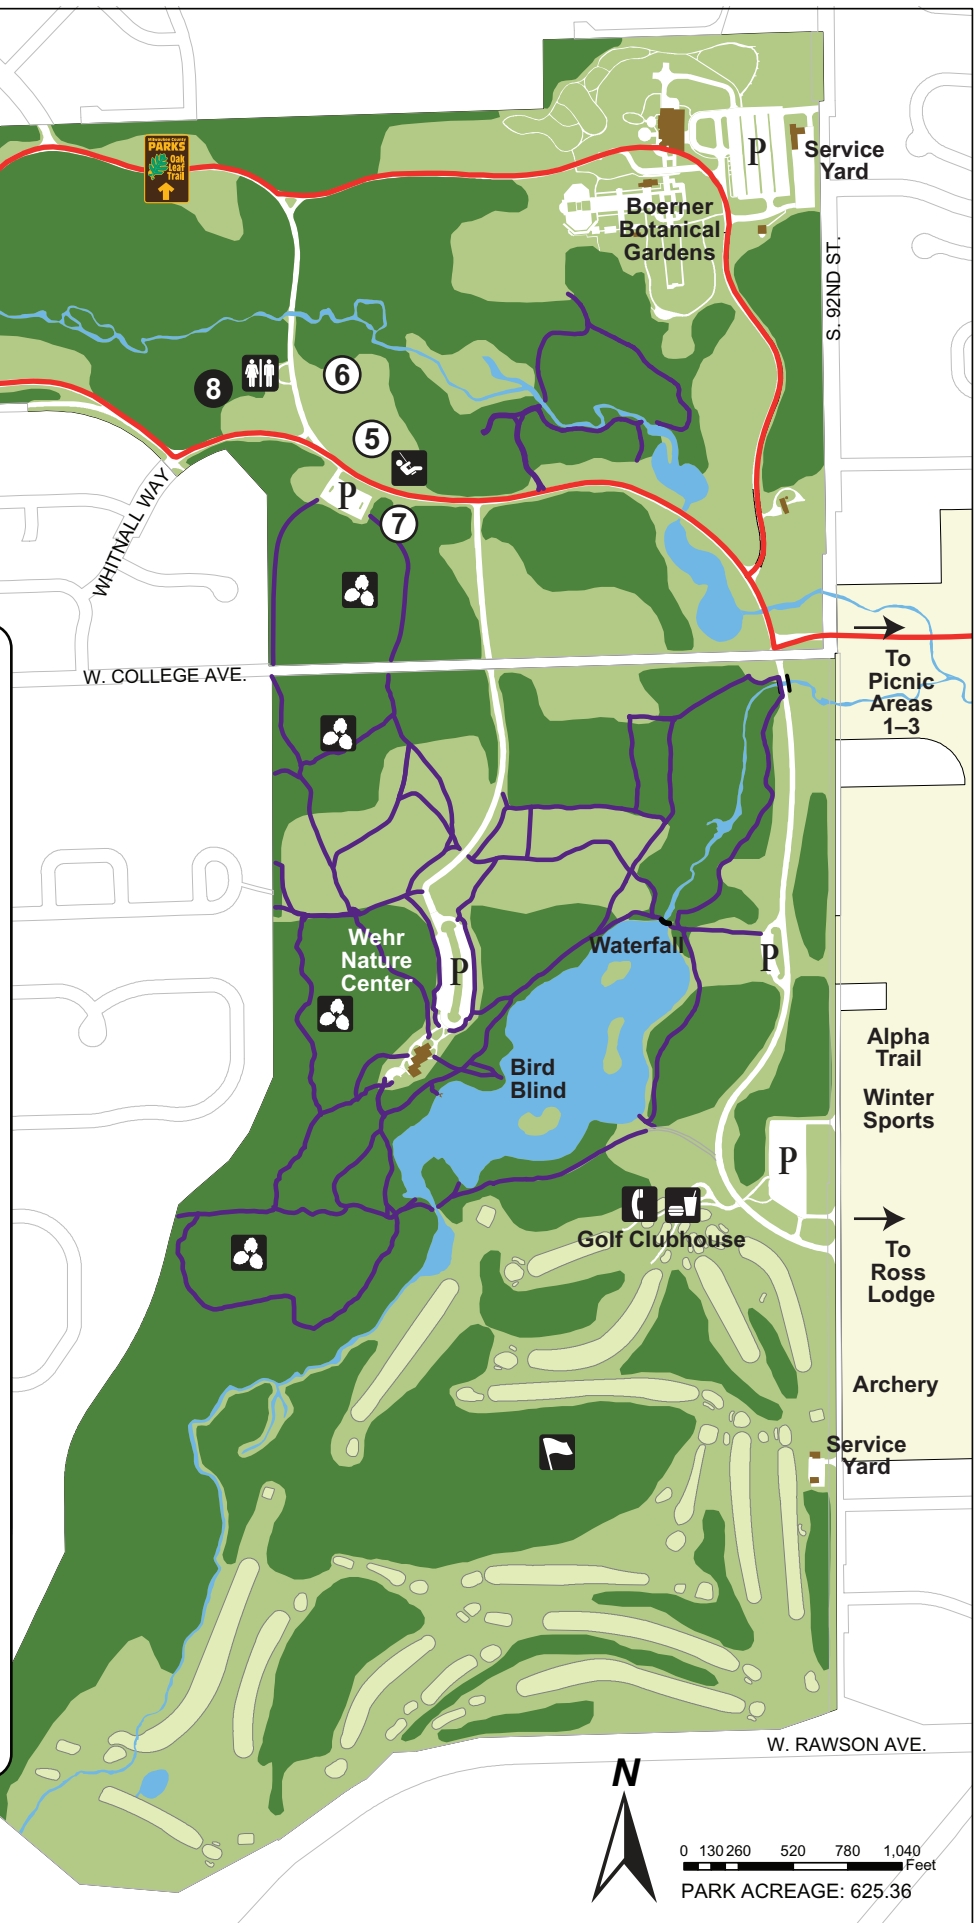 Milwaukee County
PARKS
Oak
Leaf
Trail
P
Service
Yard
Boerner
Botanical
Gardens
S. 92ND ST.
8
6
5
P
7
WHITNALL WAY
W. COLLEGE AVE.
To
Picnic
Areas
1–3
Wehr
Nature
Center
P
Waterfall
P
Bird
Blind
Alpha
Trail
Winter
Sports
P
Golf Clubhouse
To
Ross
Lodge
Archery
Service
Yard
W. RAWSON AVE.
N
0 130 260 520 780 1,040
Feet
PARK ACREAGE: 625.36